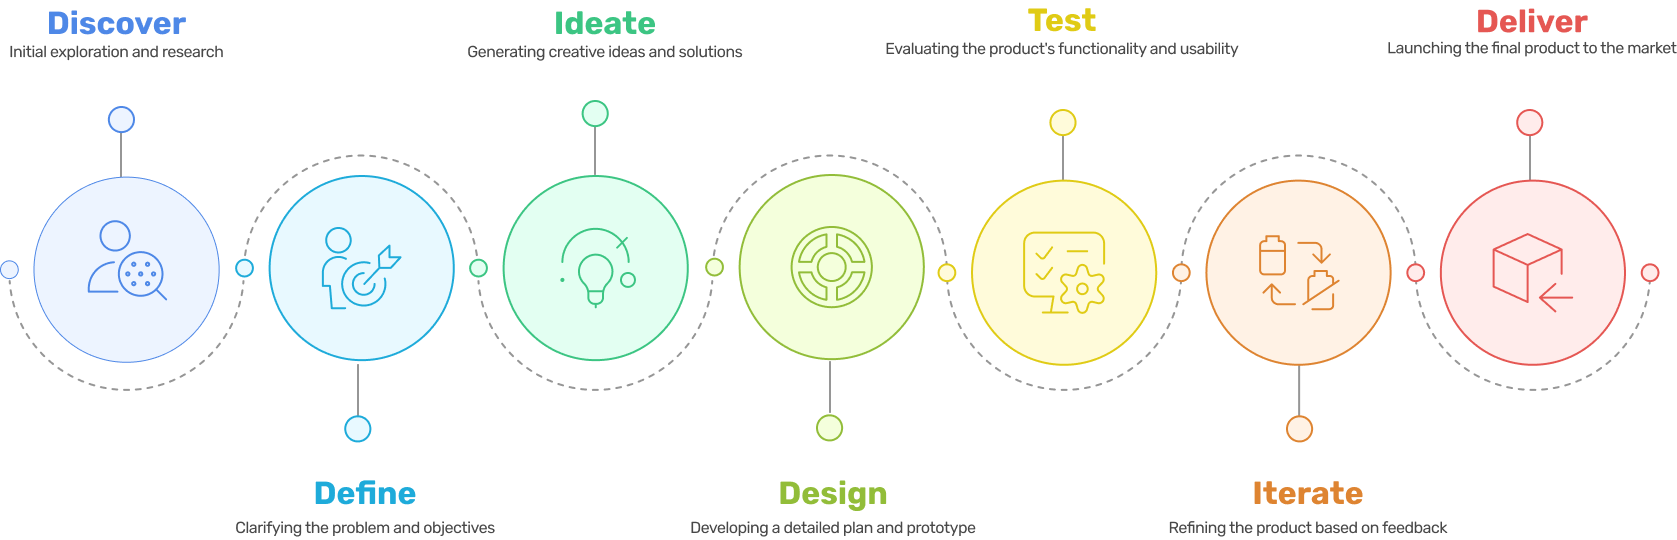 Discover
Initial exploration and research
Ideate
Generating creative ideas and solutions
Test
Evaluating the product's functionality and usability
Deliver
Launching the final product to the market
Define
Clarifying the problem and objectives
Design
Developing a detailed plan and prototype
Iterate
Refining the product based on feedback